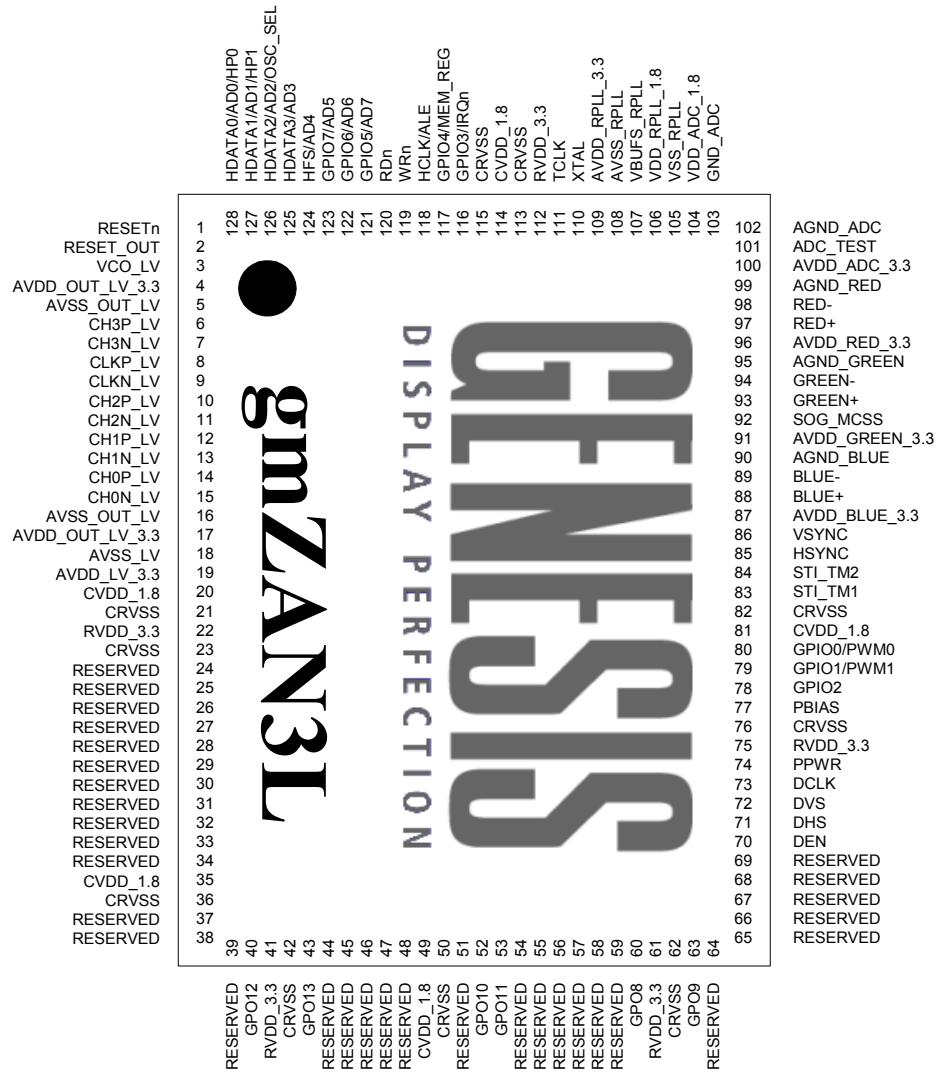 HDATA0/AD0/HP0
HDATA1/AD1/HP1
HDATA2/AD2/OSC_SEL
HDATA3/AD3
HFS/AD4
GPIO7/AD5
GPIO6/AD6
GPIO5/AD7
RDn
WRn
HCLK/ALE
GPIO4/MEM_REG
GPIO3/IRQn
CRVSS
CVDD_1.8
CRVSS
RVDD_3.3
TCLK
XTAL
AVDD_RPLL_3.3
AVSS_RPLL
VBUFS_RPLL
VDD_RPLL_1.8
VSS_RPLL
VDD_ADC_1.8
GND_ADC
128
127
126
125
124
123
122
121
120
119
118
117
116
115
114
113
112
111
110
109
108
107
106
105
104
103
RESETn 1
RESET_OUT 2
VCO_LV 3
AVDD_OUT_LV_3.3 4
AVSS_OUT_LV 5
CH3P_LV 6
CH3N_LV 7
CLKP_LV 8
CLKN_LV 9
CH2P_LV 10
CH2N_LV 11
CH1P_LV 12
CH1N_LV 13
CH0P_LV 14
CH0N_LV 15
AVSS_OUT_LV 16
AVDD_OUT_LV_3.3 17
AVSS_LV 18
AVDD_LV_3.3 19
CVDD_1.8 20
CRVSS 21
RVDD_3.3 22
CRVSS 23
RESERVED 24
RESERVED 25
RESERVED 26
RESERVED 27
RESERVED 28
RESERVED 29
RESERVED 30
RESERVED 31
RESERVED 32
RESERVED 33
RESERVED 34
CVDD_1.8 35
CRVSS 36
RESERVED 37
RESERVED 38
gmZAN3L
DISPLAY PERFECTION
GENESIS
102 AGND_ADC
101 ADC_TEST
100 AVDD_ADC_3.3
99 AGND_RED
98 RED-
97 RED+
96 AVDD_RED_3.3
95 AGND_GREEN
94 GREEN-
93 GREEN+
92 SOG_MCSS
91 AVDD_GREEN_3.3
90 AGND_BLUE
89 BLUE-
88 BLUE+
87 AVDD_BLUE_3.3
86 VSYNC
85 HSYNC
84 STI_TM2
83 STI_TM1
82 CRVSS
81 CVDD_1.8
80 GPIO0/PWM0
79 GPIO1/PWM1
78 GPIO2
77 PBIAS
76 CRVSS
75 RVDD_3.3
74 PPWR
73 DCLK
72 DVS
71 DHS
70 DEN
69 RESERVED
68 RESERVED
67 RESERVED
66 RESERVED
65 RESERVED
39
40
41
42
43
44
45
46
47
48
49
50
51
52
53
54
55
56
57
58
59
60
61
62
63
64
RESERVED
GPO12
RVDD_3.3
CRVSS
GPO13
RESERVED
RESERVED
RESERVED
RESERVED
RESERVED
CVDD_1.8
CRVSS
RESERVED
GPO10
GPO11
RESERVED
RESERVED
RESERVED
RESERVED
RESERVED
RESERVED
GPO8
RVDD_3.3
CRVSS
GPO9
RESERVED